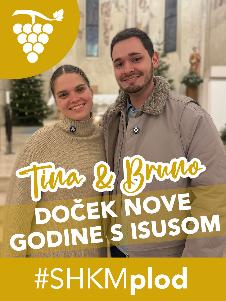 Tina & Bruno
DOČEK NOVE
GODINE S ISUSOM
#SHKMplod